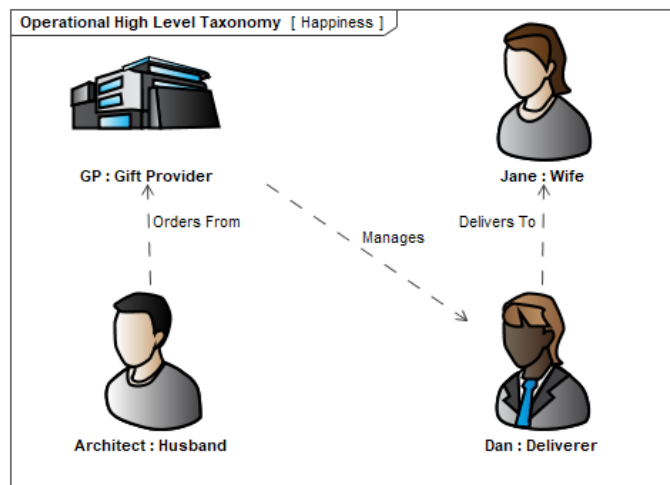 Operational High Level Taxonomy [ Happiness ]
GP : Gift Provider
Jane : Wife
Orders From
Manages
Delivers To
Architect : Husband
Dan : Deliverer